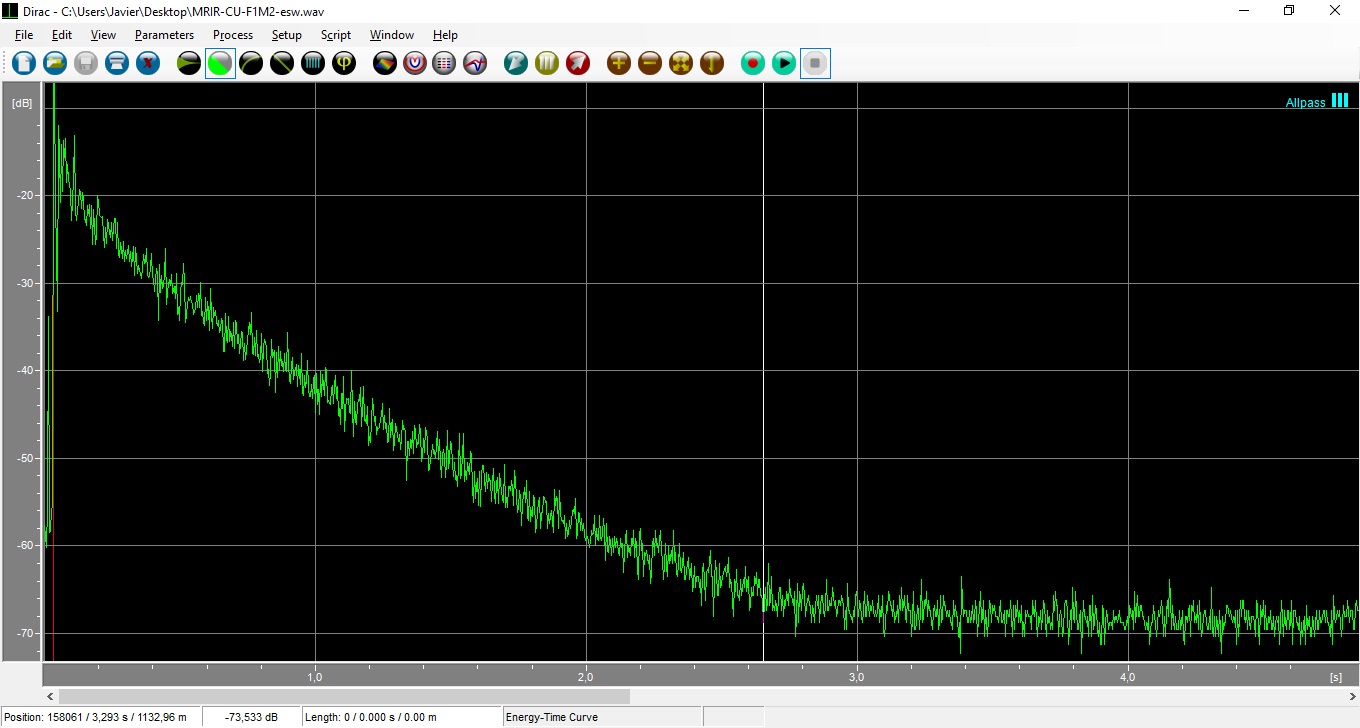 Dirac - C:\Users\Javier\Desktop\MRIR-CU-F1M2-esw.wav
File Edit View Parameters Process Setup Script Window Help
[dB]
Allpass
-20
-30
-40
-50
-60
-70
1,0 2,0 3,0 4,0 [s]
Position: 158061 / 3,293 s / 1132,96 m -73,533 dB Length: 0 / 0.000 s / 0.00 m Energy-Time Curve